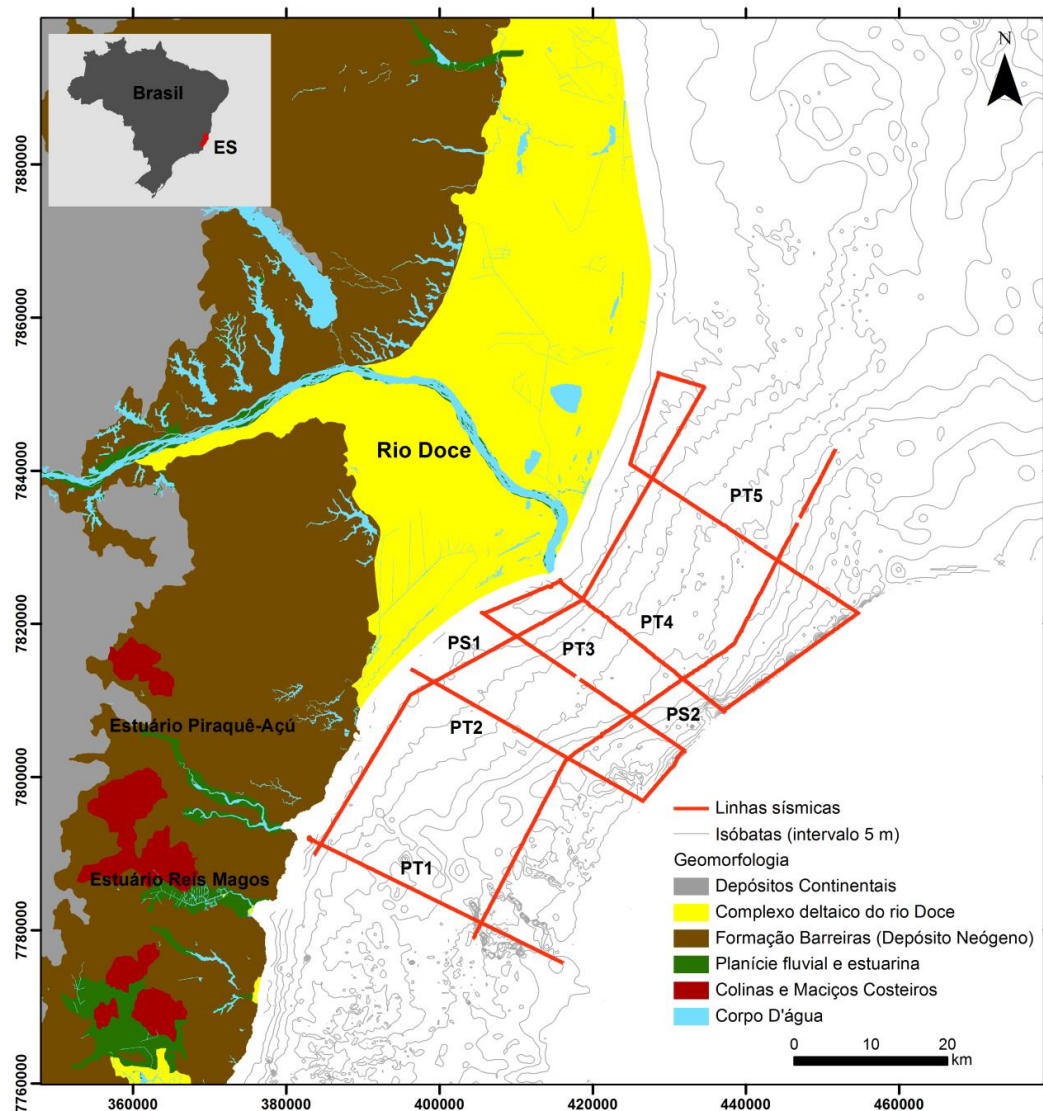 Brasil
ES
N
7880000
7860000
7840000
7820000
7800000
7780000
7760000
Rio Doce
PT5
PT4
PT3
PS1
PS2
PT2
PT1
Estuário Piraquê-Açú
Estuário Reis Magos
Linhas sísmicas
Isóbatas (intervalo 5 m)
Geomorfologia
Depósitos Continentais
Complexo deltaico do rio Doce
Formação Barreiras (Depósito Neógeno)
Planície fluvial e estuarina
Colinas e Maciços Costeiros
Corpo D'água
0 10 20
km
360000 380000 400000 420000 440000 460000